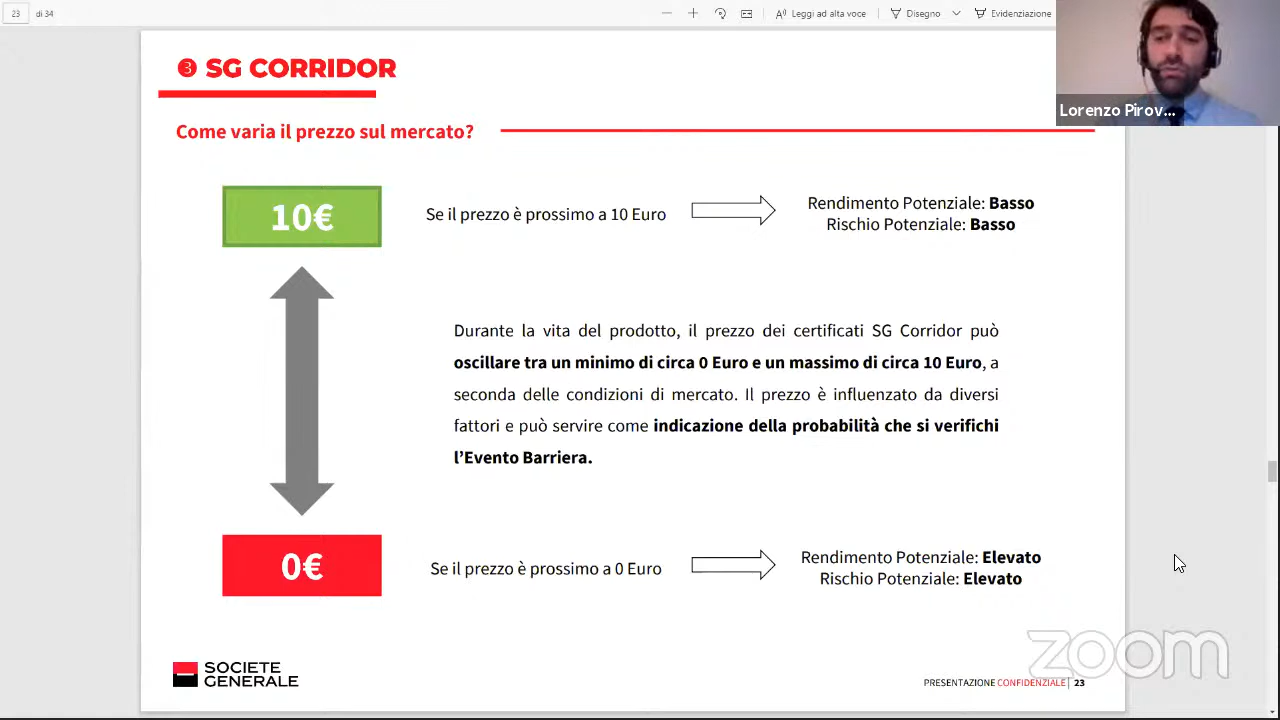 23 di 34 Leggi ad alta voce Disegno Evidenziazione
Lorenzo Pirov...
❸ SG CORRIDOR
Come varia il prezzo sul mercato?
10€
Se il prezzo è prossimo a 10 Euro
Rendimento Potenziale: Basso
Rischio Potenziale: Basso
Durante la vita del prodotto, il prezzo dei certificati SG Corridor può
oscillare tra un minimo di circa 0 Euro e un massimo di circa 10 Euro, a
seconda delle condizioni di mercato. Il prezzo è influenzato da diversi
fattori e può servire come indicazione della probabilità che si verifichi
l’Evento Barriera.
0€
Se il prezzo è prossimo a 0 Euro
Rendimento Potenziale: Elevato
Rischio Potenziale: Elevato
SOCIETE
GENERALE
PRESENTAZIONE CONFIDENZIALE| 23
zoom